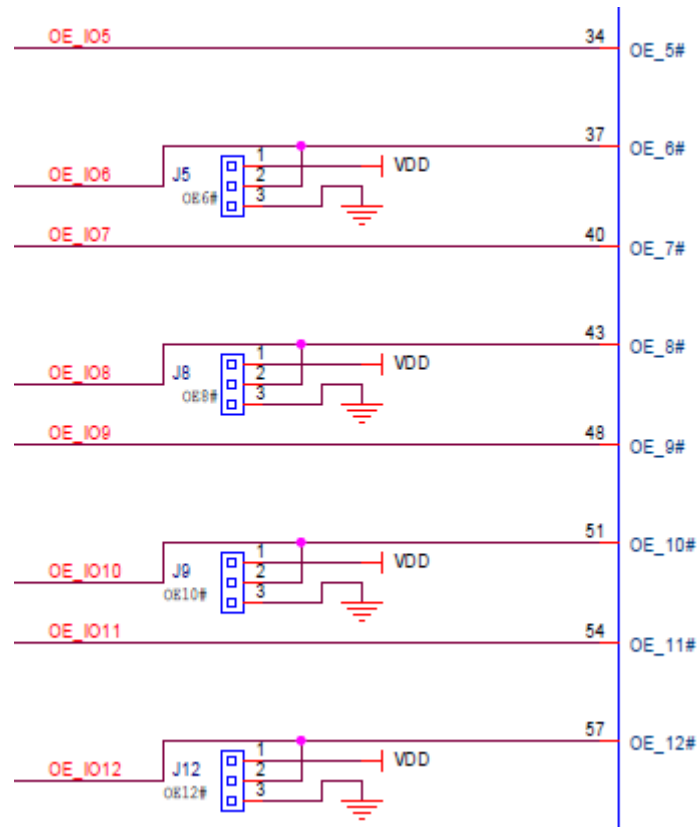 OE_IO5 34 OE_5#
37 OE_6#
1 VDD
OE_IO6 J5 2
OE6# 3
OE_IO7 40 OE_7#
43 OE_8#
1 VDD
OE_IO8 J8 2
OE8# 3
OE_IO9 48 OE_9#
51 OE_10#
1 VDD
OE_IO10 J9 2
OE10# 3
OE_IO11 54 OE_11#
57 OE_12#
1 VDD
OE_IO12 J12 2
OE12# 3